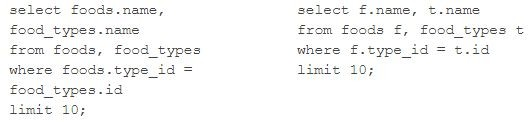 select foods.name,
food_types.name
from foods, food_types
where foods.type_id =
food_types.id
limit 10;
select f.name, t.name
from foods f, food_types t
where f.type_id = t.id
limit 10;